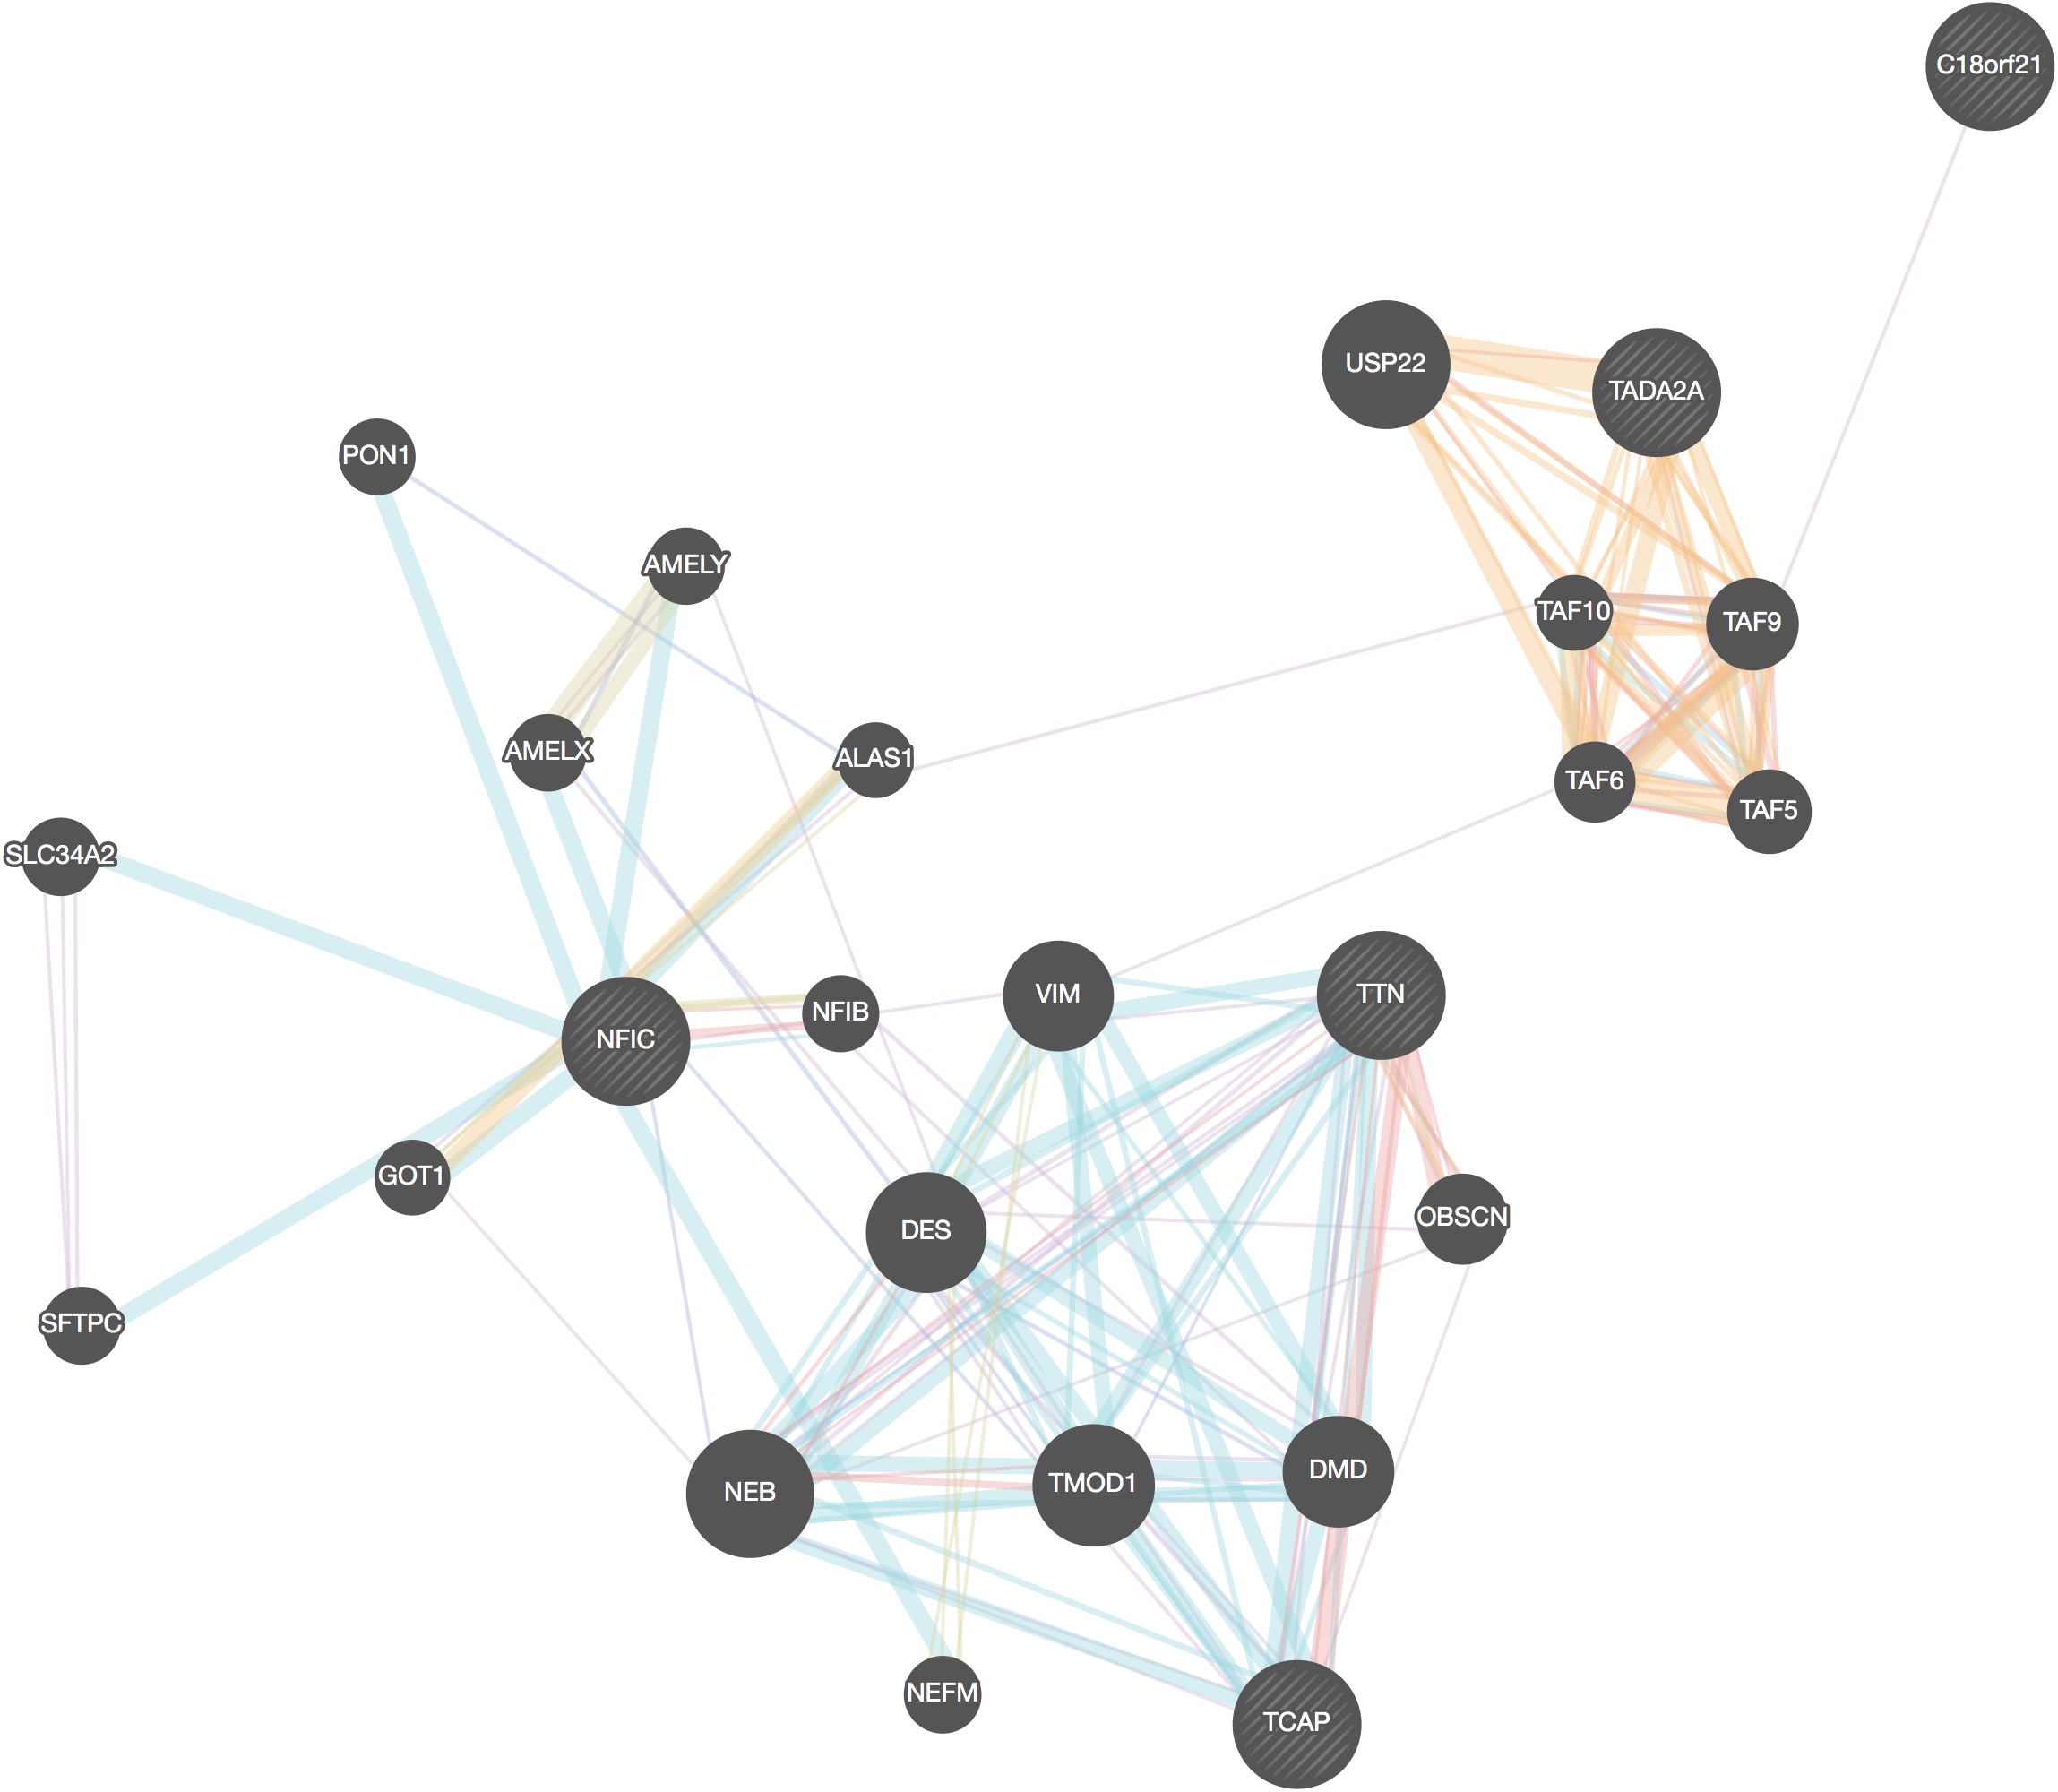 C18orf21
USP22
TADA2A
PON1
AMELY
TAF10
TAF9
AMELX
ALAS1
TAF6
TAF5
SLC34A2
VIM
TTN
NFIB
NFIC
GOT1
OBSCN
DES
SFTPC
DMD
TMOD1
NEB
NEFM
TCAP